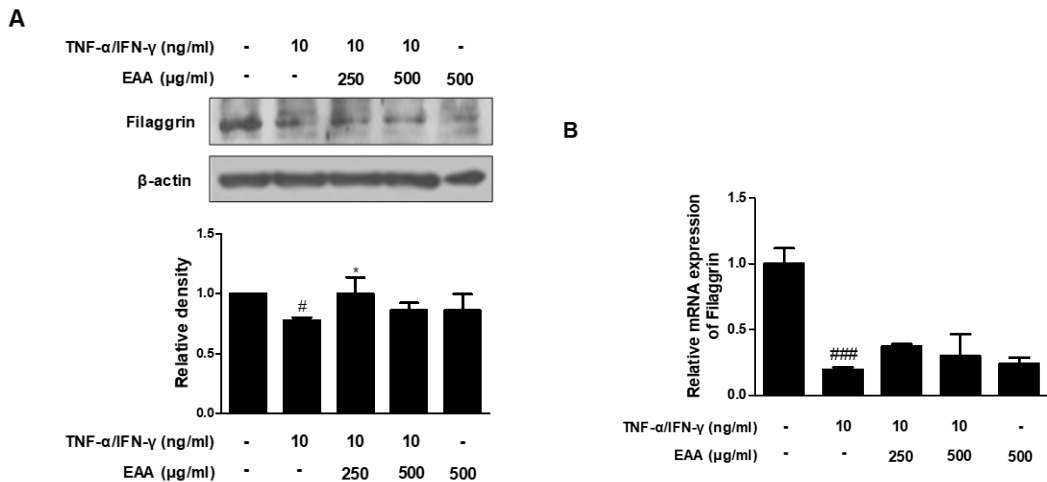 A
TNF-α/IFN-γ (ng/ml) - 10 10 10 -
EAA (μg/ml) - - 250 500 500
Filaggrin
β-actin
1.5
1.0
0.5
0.0
Relative density
#
*
TNF-α/IFN-γ (ng/ml) - 10 10 10 -
EAA (μg/ml) - - 250 500 500
B
1.5
1.0
0.5
0.0
Relative mRNA expression
of Filaggrin
###
TNF-α/IFN-γ (ng/ml) - 10 10 10 -
EAA (μg/ml) - - 250 500 500